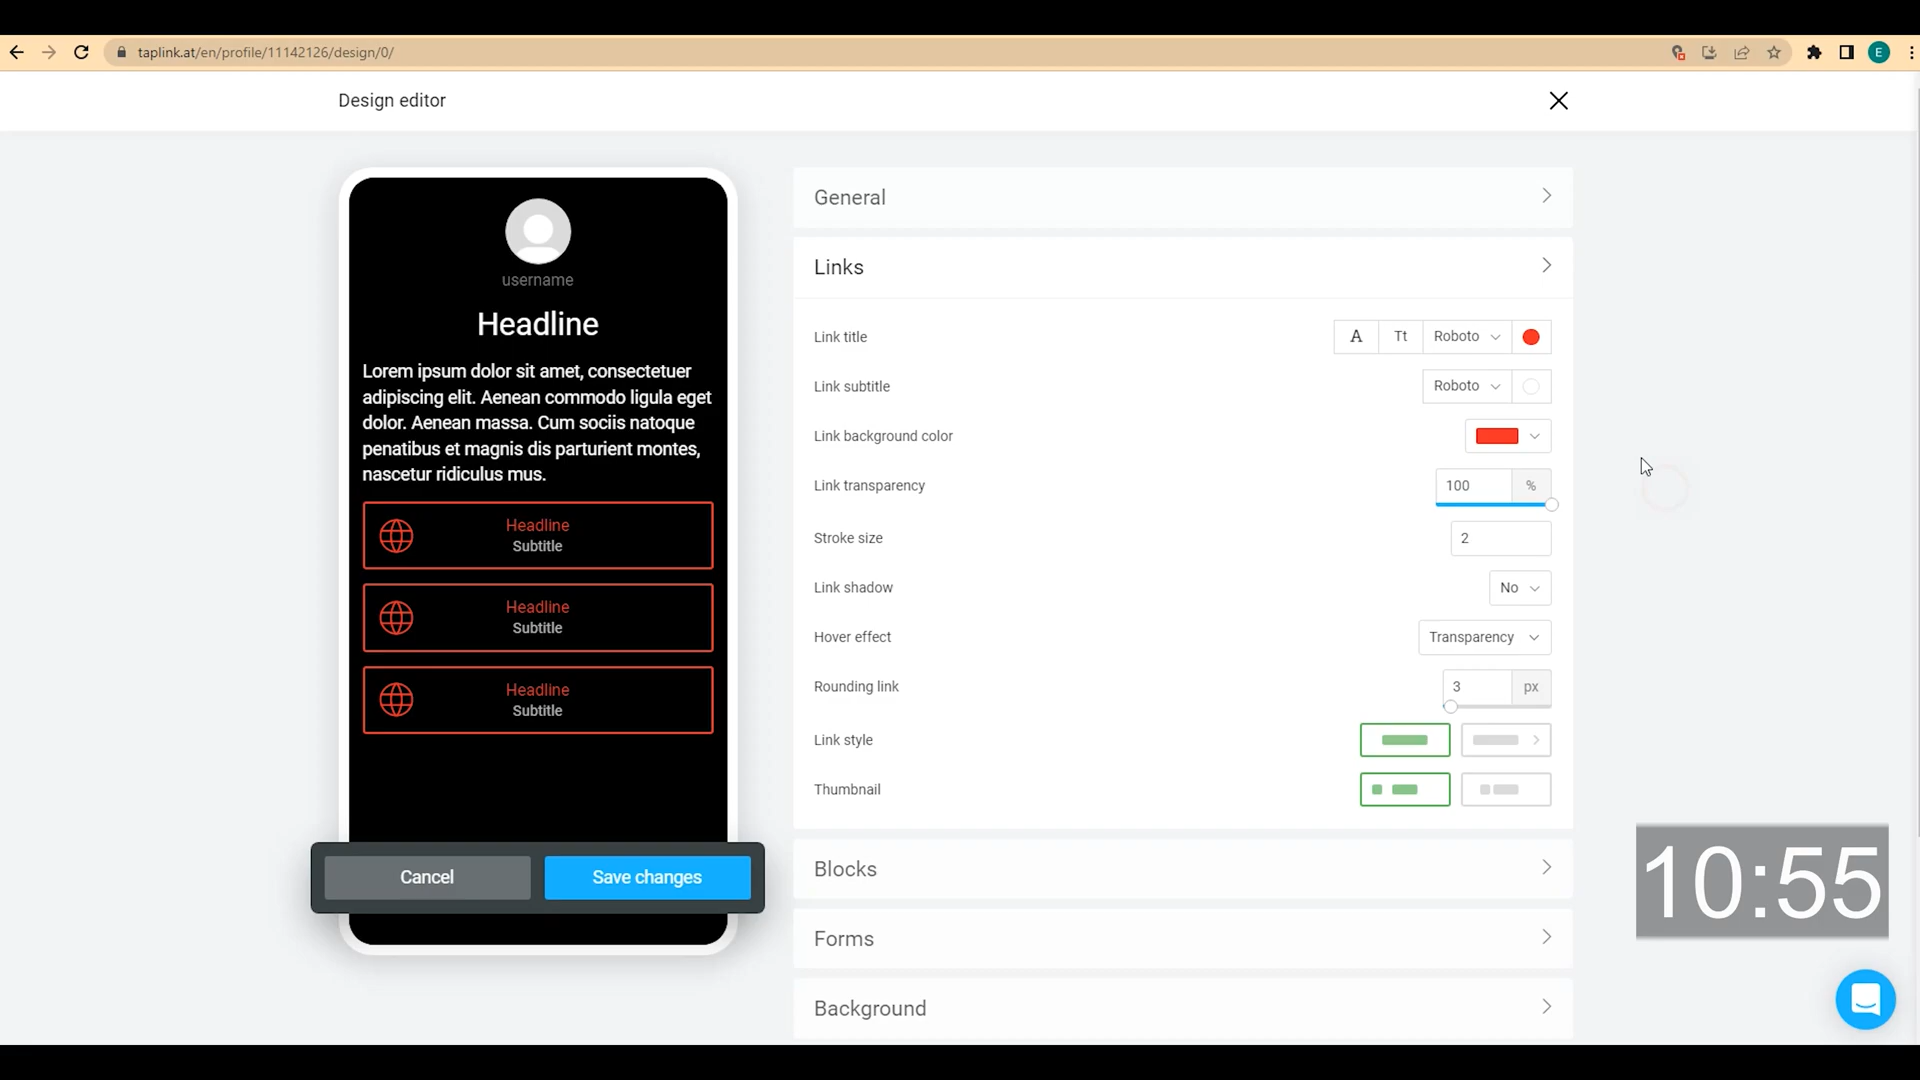 taplink.at/en/profile/11142126/design/0/
E
Design editor
username
Headline
Lorem ipsum dolor sit amet, consectetuer
adipiscing elit. Aenean commodo ligula eget
dolor. Aenean massa. Cum sociis natoque
penatibus et magnis dis parturient montes,
nascetur ridiculus mus.
Headline
Subtitle
Headline
Subtitle
Headline
Subtitle
Cancel
Save changes
General
Links
Link title
A
Tt
Roboto
Link subtitle
Roboto
Link background color
Link transparency
100 %
Stroke size
2
Link shadow
No
Hover effect
Transparency
Rounding link
3 px
Link style
Thumbnail
Blocks
Forms
Background
10:55